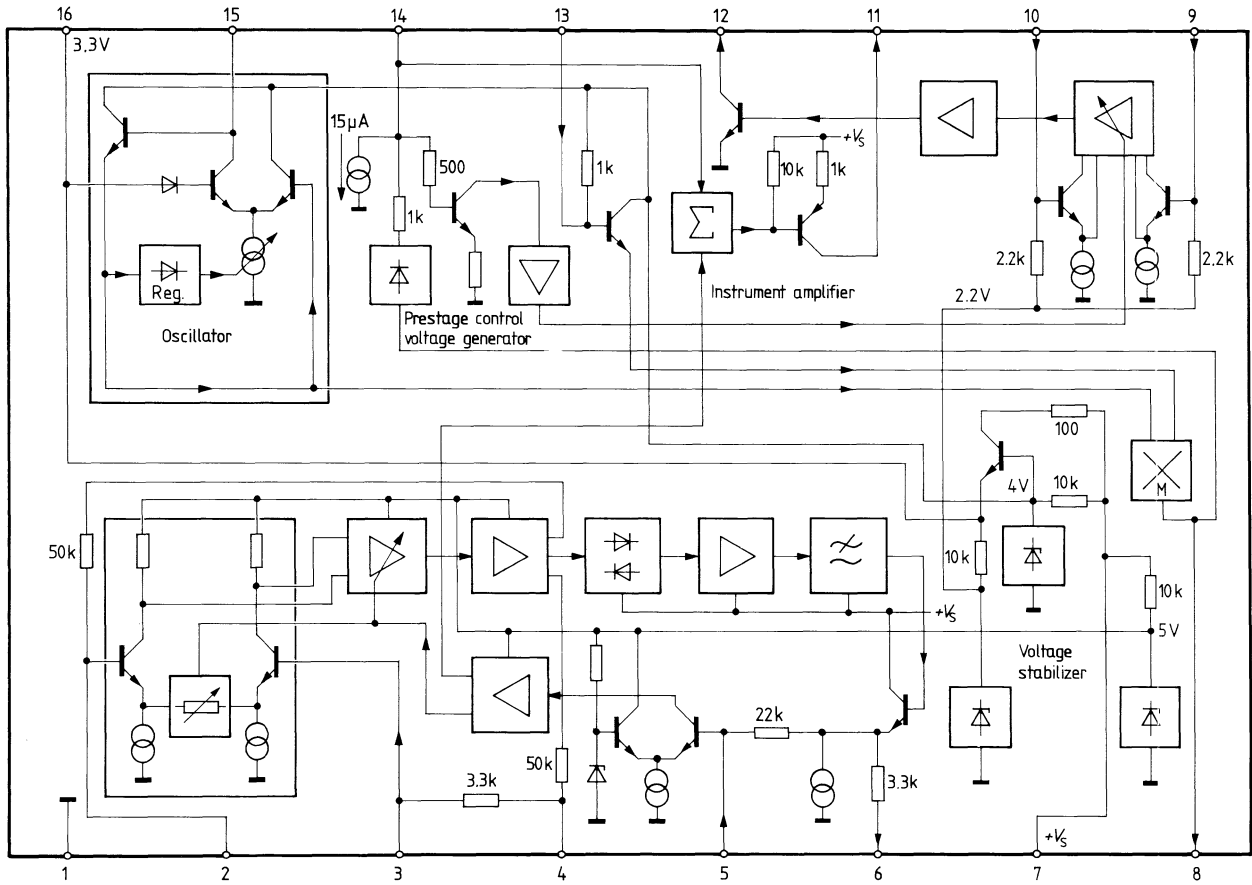 16 15 14 13 12 11 10 9
3.3V
15µA
+Vs
500
1k
10k
1k
1k
Σ
2.2k
2.2k
Reg.
Instrument amplifier
2.2V
Prestage control
voltage generator
Oscillator
100
4V
10k
M
50k
10k
10k
+Vs
5V
Voltage
stabilizer
22k
50k
3.3k
3.3k
+Vs
1 2 3 4 5 6 7 8